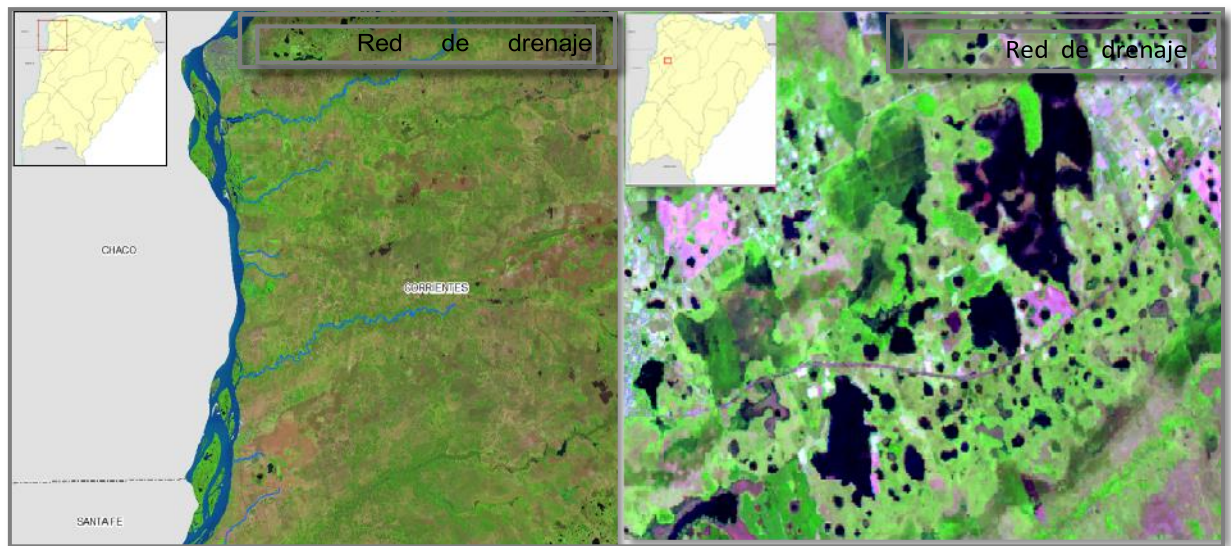 Red de drenaje
CHACO
CORRIENTES
SANTA FE
Red de drenaje